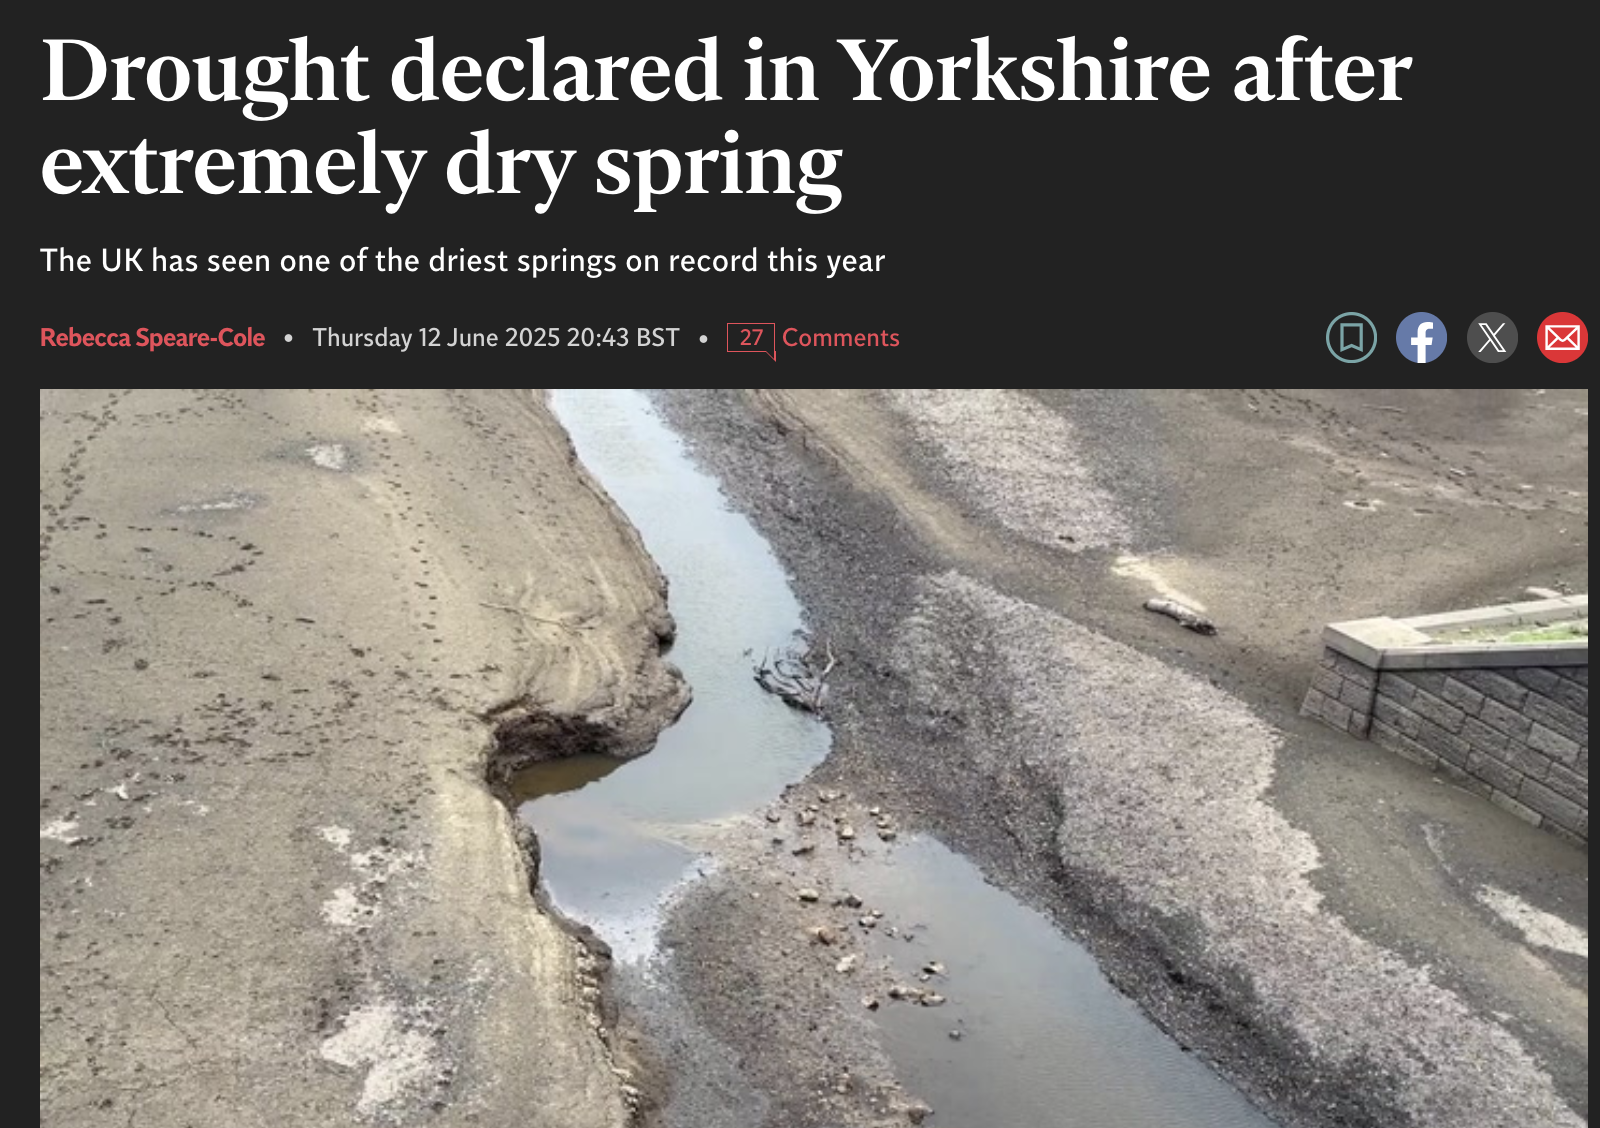 Drought declared in Yorkshire after
extremely dry spring
The UK has seen one of the driest springs on record this year
Rebecca Speare-Cole • Thursday 12 June 2025 20:43 BST • 27 Comments